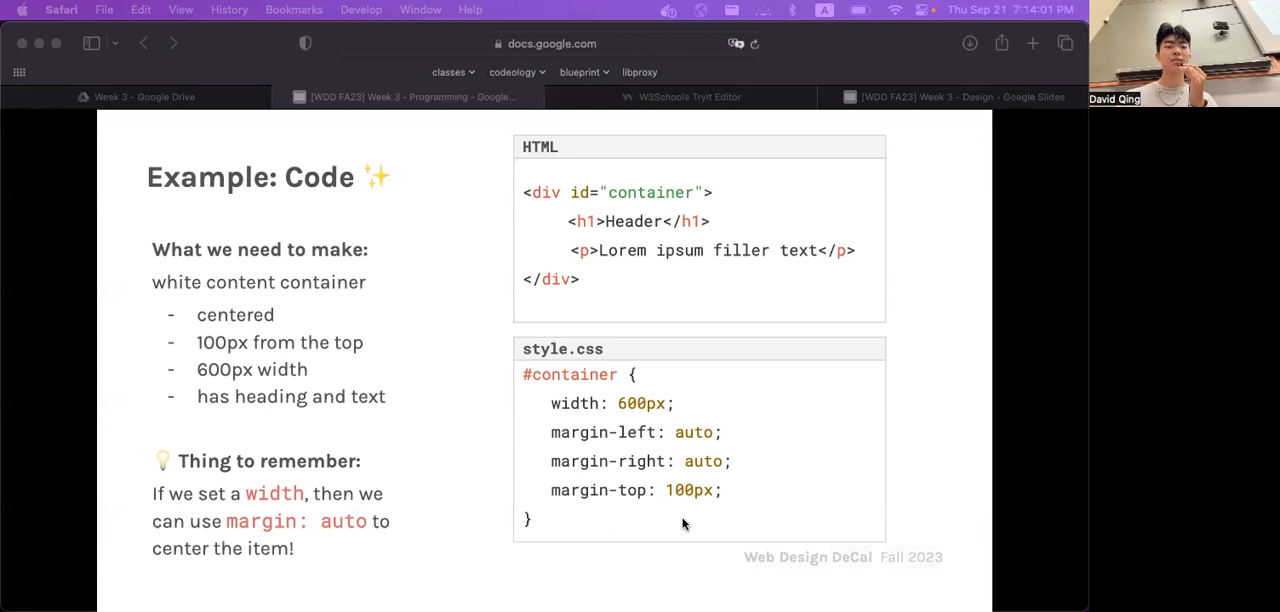 Safari File Edit View History Bookmarks Develop Window Help A Thu Sep 21 7:14:01 PM
docs.google.com
classes codeology blueprint libproxy
Week 3 - Google Drive [WDD FA23] Week 3 - Programming - Google... W3Schools Tryit Editor [WDD FA23] Week 3 - Design - Google Slides
David Qing
Example: Code ✨
What we need to make:
white content container
- centered
- 100px from the top
- 600px width
- has heading and text
💡 Thing to remember:
If we set a width, then we
can use margin: auto to
center the item!
HTML
<div id="container">
<h1>Header</h1>
<p>Lorem ipsum filler text</p>
</div>
style.css
#container {
width: 600px;
margin-left: auto;
margin-right: auto;
margin-top: 100px;
}
Web Design DeCal Fall 2023